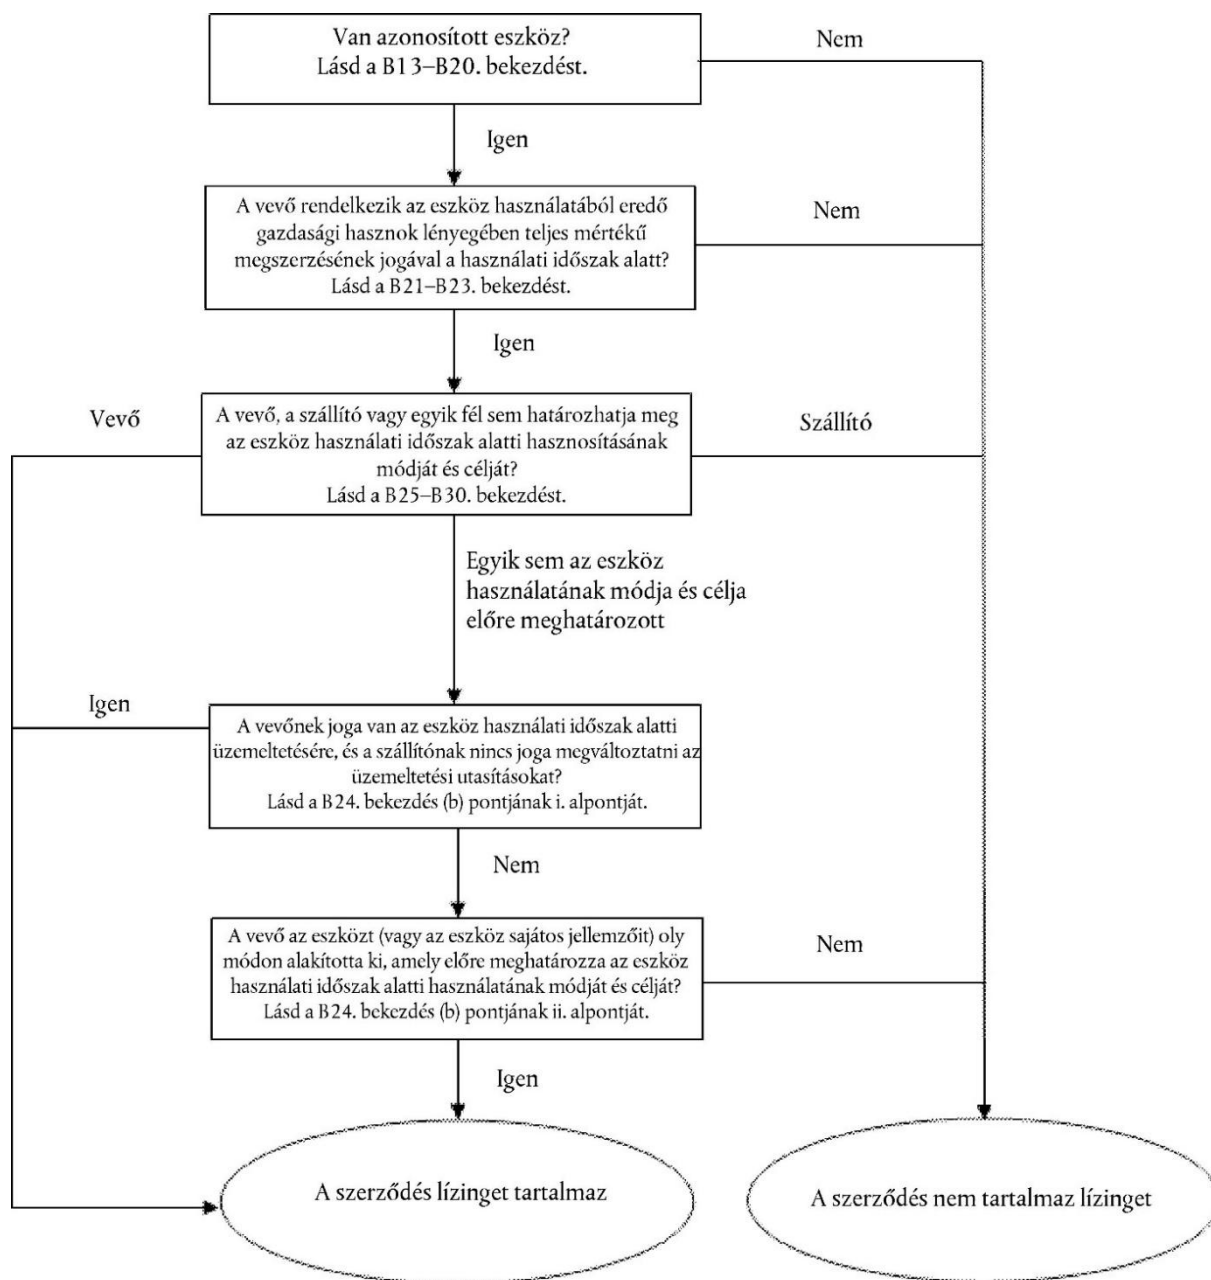 Van azonosított eszköz?
Lásd a B13–B20. bekezdést.
Nem
Igen
A vevő rendelkezik az eszköz használatából eredő
gazdasági hasznok lényegében teljes mértékű
megszerzésének jogával a használati időszak alatt?
Lásd a B21–B23. bekezdést.
Nem
Igen
Vevő
A vevő, a szállító vagy egyik fél sem határozhatja meg
az eszköz használati időszak alatti hasznosításának
módját és célját?
Lásd a B25–B30. bekezdést.
Szállító
Egyik sem az eszköz
használatának módja és célja
előre meghatározott
Igen
A vevőnek joga van az eszköz használati időszak alatti
üzemeltetésére, és a szállítónak nincs joga megváltoztatni az
üzemeltetési utasításokat?
Lásd a B24. bekezdés (b) pontjának i. alpontját.
Nem
A vevő az eszközt (vagy az eszköz sajátos jellemzőit) oly
módon alakította ki, amely előre meghatározza az eszköz
használati időszak alatti használatának módját és célját?
Lásd a B24. bekezdés (b) pontjának ii. alpontját.
Nem
Igen
A szerződés lízinget tartalmaz
A szerződés nem tartalmaz lízinget